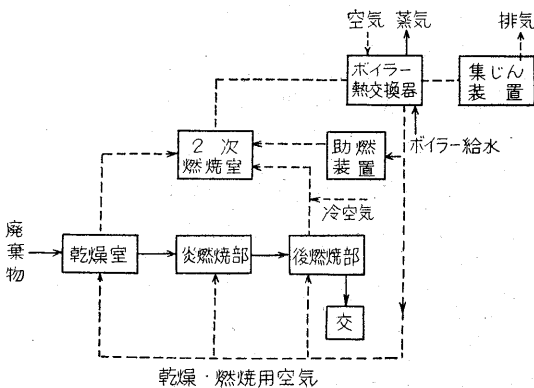 空気 蒸気 排気
ボイラー
熱交換器
集じん
装置
2次
燃焼室
助燃
装置
ボイラー給水
冷空気
廃棄物
乾燥室
炎燃焼部
後燃焼部
交
乾燥・燃焼用空気